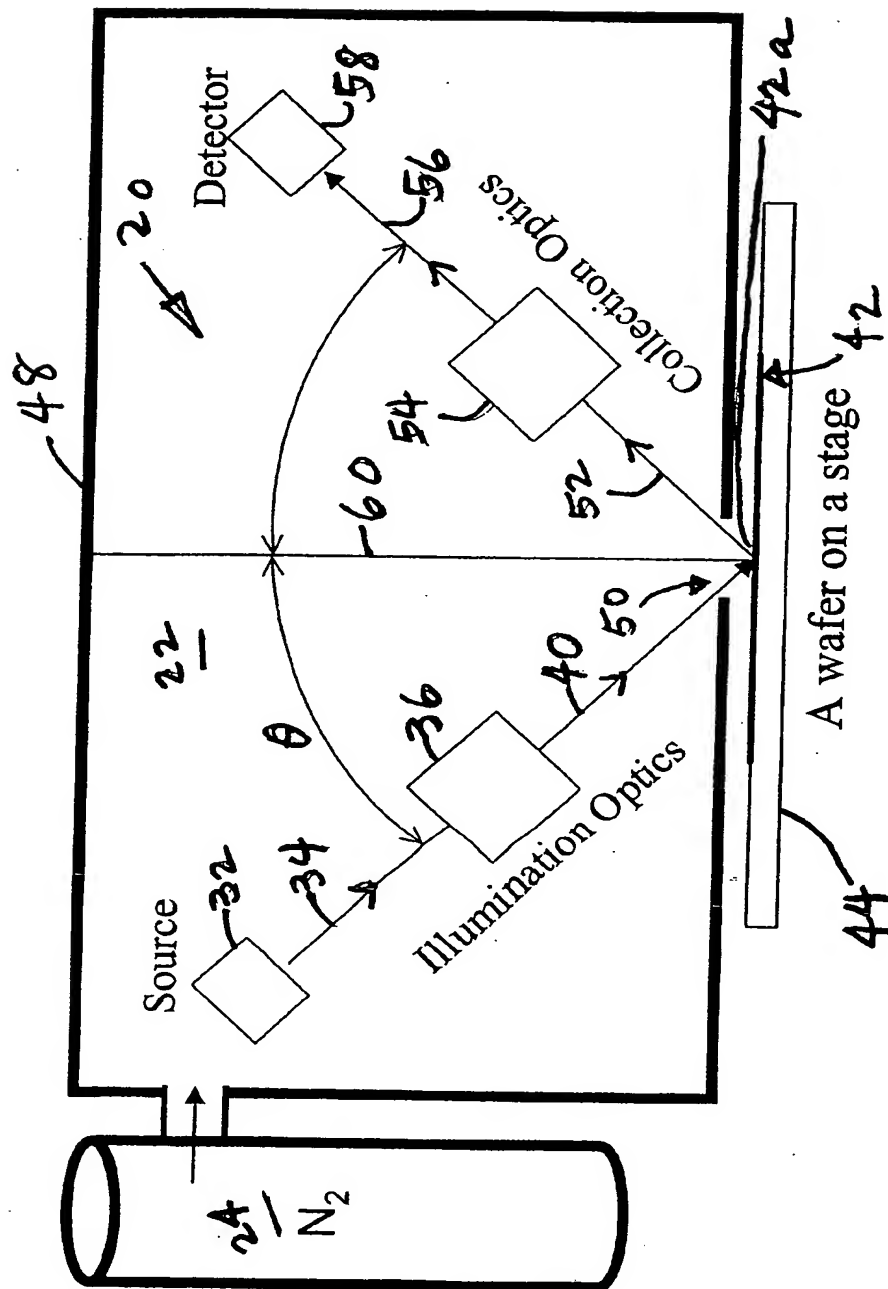 48
20
Detector
58
56
Collection Optics
54
52
60
22
θ
Source
32
34
36
Illumination Optics
40
50
42a
42
A wafer on a stage
44
24
N₂